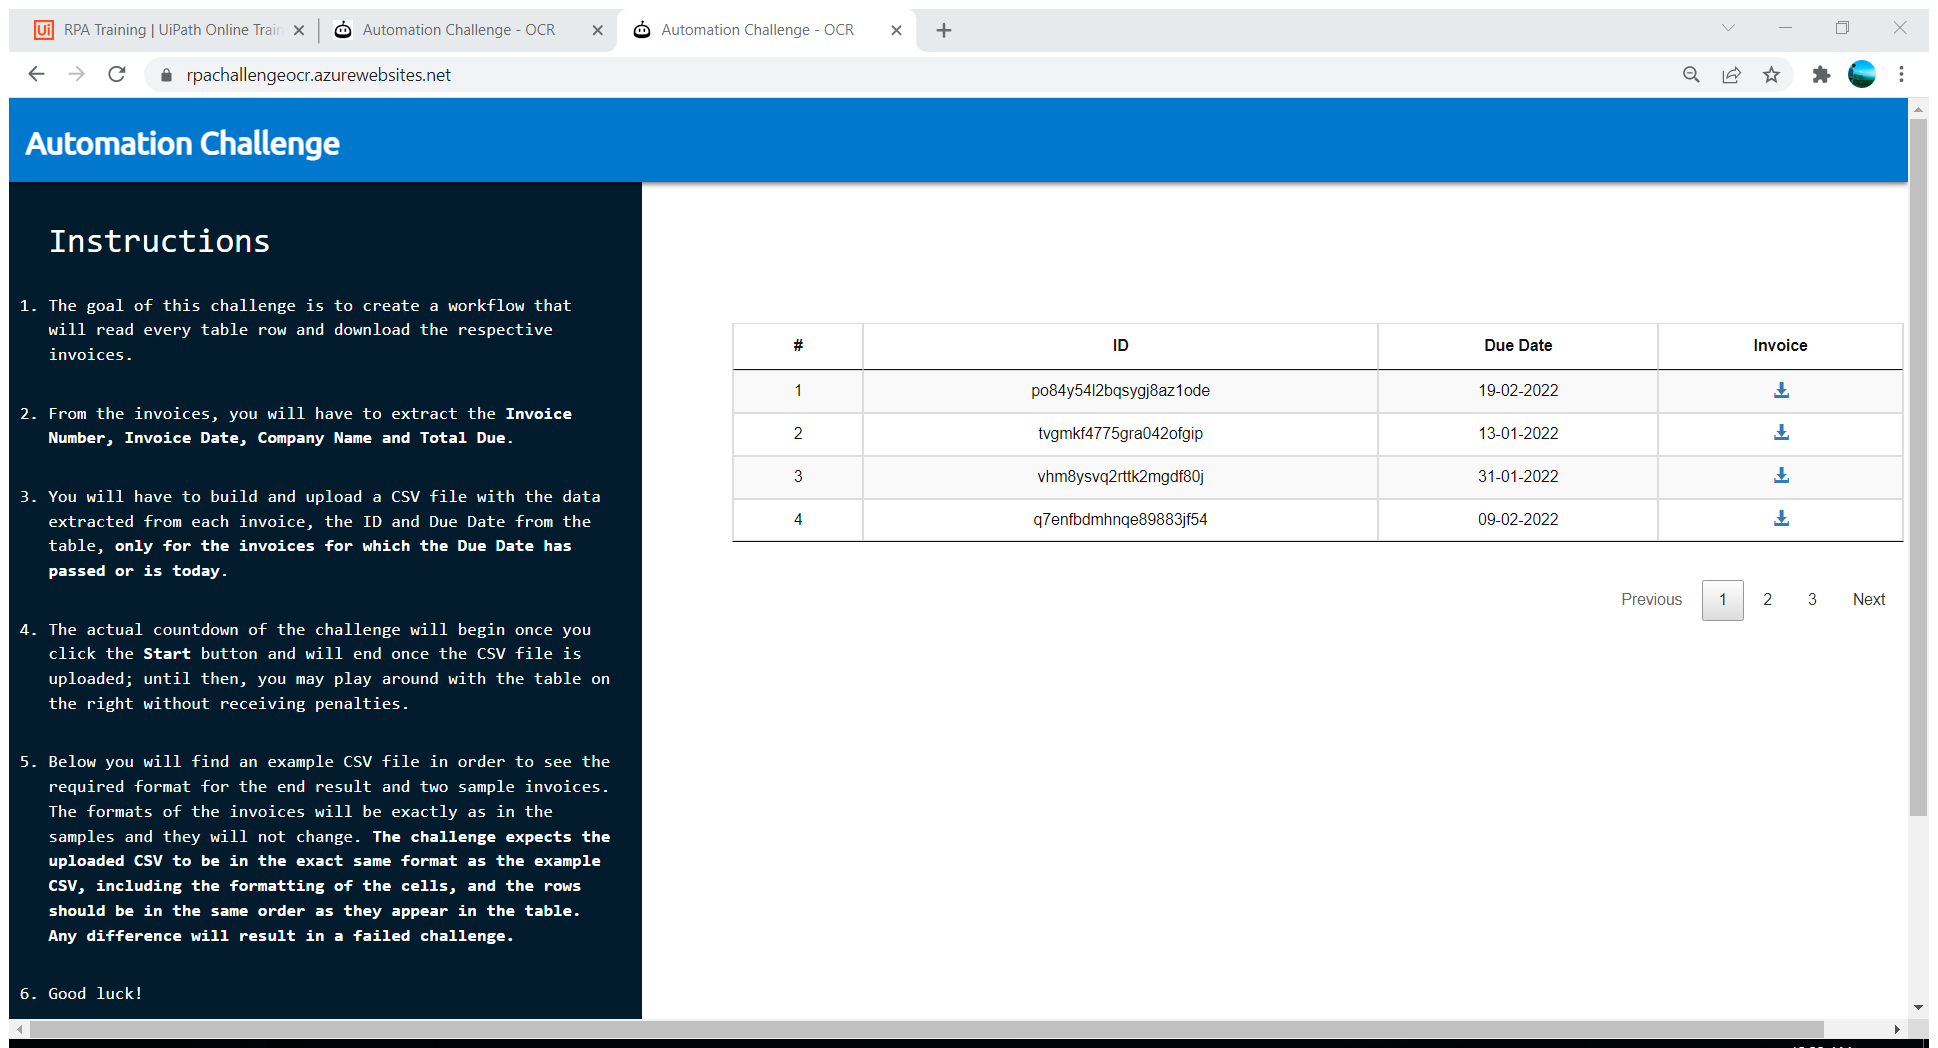 RPA Training | UiPath Online Train
Automation Challenge - OCR
Automation Challenge - OCR
rpachallengeocr.azurewebsites.net
Automation Challenge
Instructions
1. The goal of this challenge is to create a workflow that
will read every table row and download the respective
invoices.
2. From the invoices, you will have to extract the Invoice
Number, Invoice Date, Company Name and Total Due.
3. You will have to build and upload a CSV file with the data
extracted from each invoice, the ID and Due Date from the
table, only for the invoices for which the Due Date has
passed or is today.
4. The actual countdown of the challenge will begin once you
click the Start button and will end once the CSV file is
uploaded; until then, you may play around with the table on
the right without receiving penalties.
5. Below you will find an example CSV file in order to see the
required format for the end result and two sample invoices.
The formats of the invoices will be exactly as in the
samples and they will not change. The challenge expects the
uploaded CSV to be in the exact same format as the example
CSV, including the formatting of the cells, and the rows
should be in the same order as they appear in the table.
Any difference will result in a failed challenge.
6. Good luck!
# ID Due Date Invoice
1 po84y54l2bqsygj8az1ode 19-02-2022
2 tvgmkf4775gra042ofgip 13-01-2022
3 vhm8ysvq2rttk2mgdf80j 31-01-2022
4 q7enfbdmhnqe89883jf54 09-02-2022
Previous 1 2 3 Next